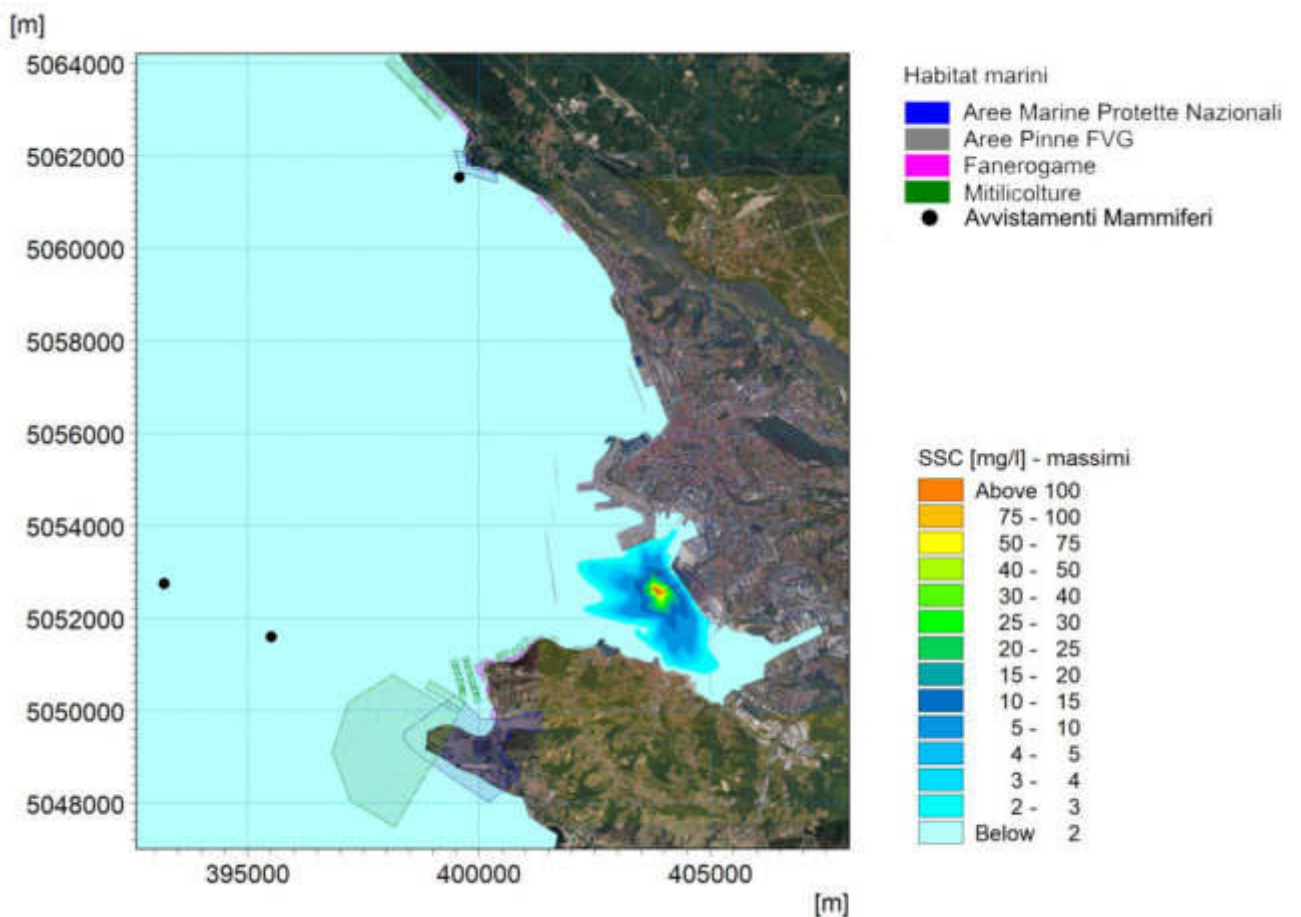 [m]
5064000
5062000
5060000
5058000
5056000
5054000
5052000
5050000
5048000
395000
400000
405000
[m]
Habitat marini
Aree Marine Protette Nazionali
Aree Pinne FVG
Fanerogame
Mitilicolture
Avvistamenti Mammiferi
SSC [mg/l] - massimi
Above 100
75 - 100
50 - 75
40 - 50
30 - 40
25 - 30
20 - 25
15 - 20
10 - 15
5 - 10
4 - 5
3 - 4
2 - 3
Below 2